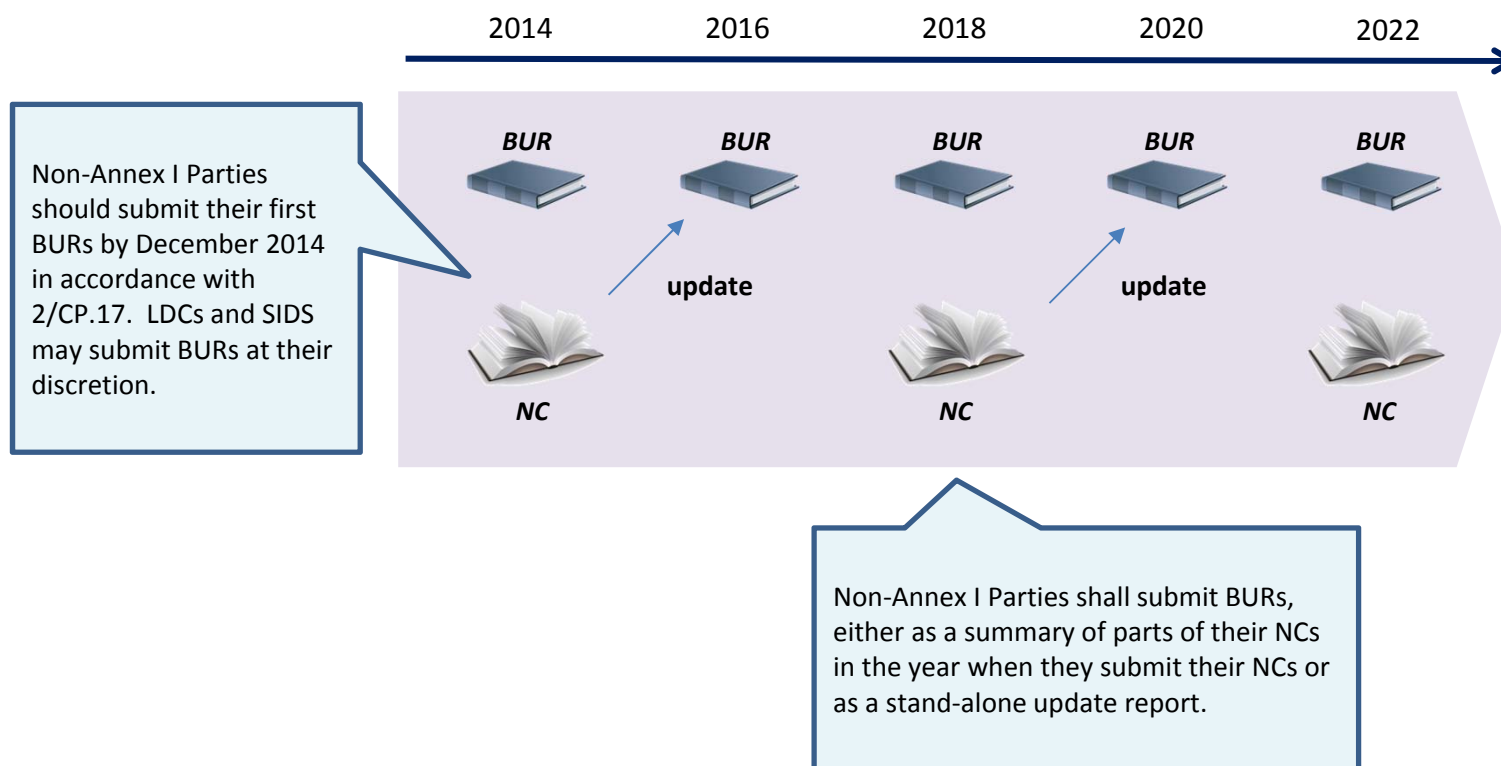 2014 2016 2018 2020 2022
BUR BUR BUR BUR BUR
Non-Annex I Parties
should submit their first
BURs by December 2014
in accordance with
2/CP.17.  LDCs and SIDS
may submit BURs at their
discretion.
update update
NC NC NC
Non-Annex I Parties shall submit BURs,
either as a summary of parts of their NCs
in the year when they submit their NCs or
as a stand-alone update report.